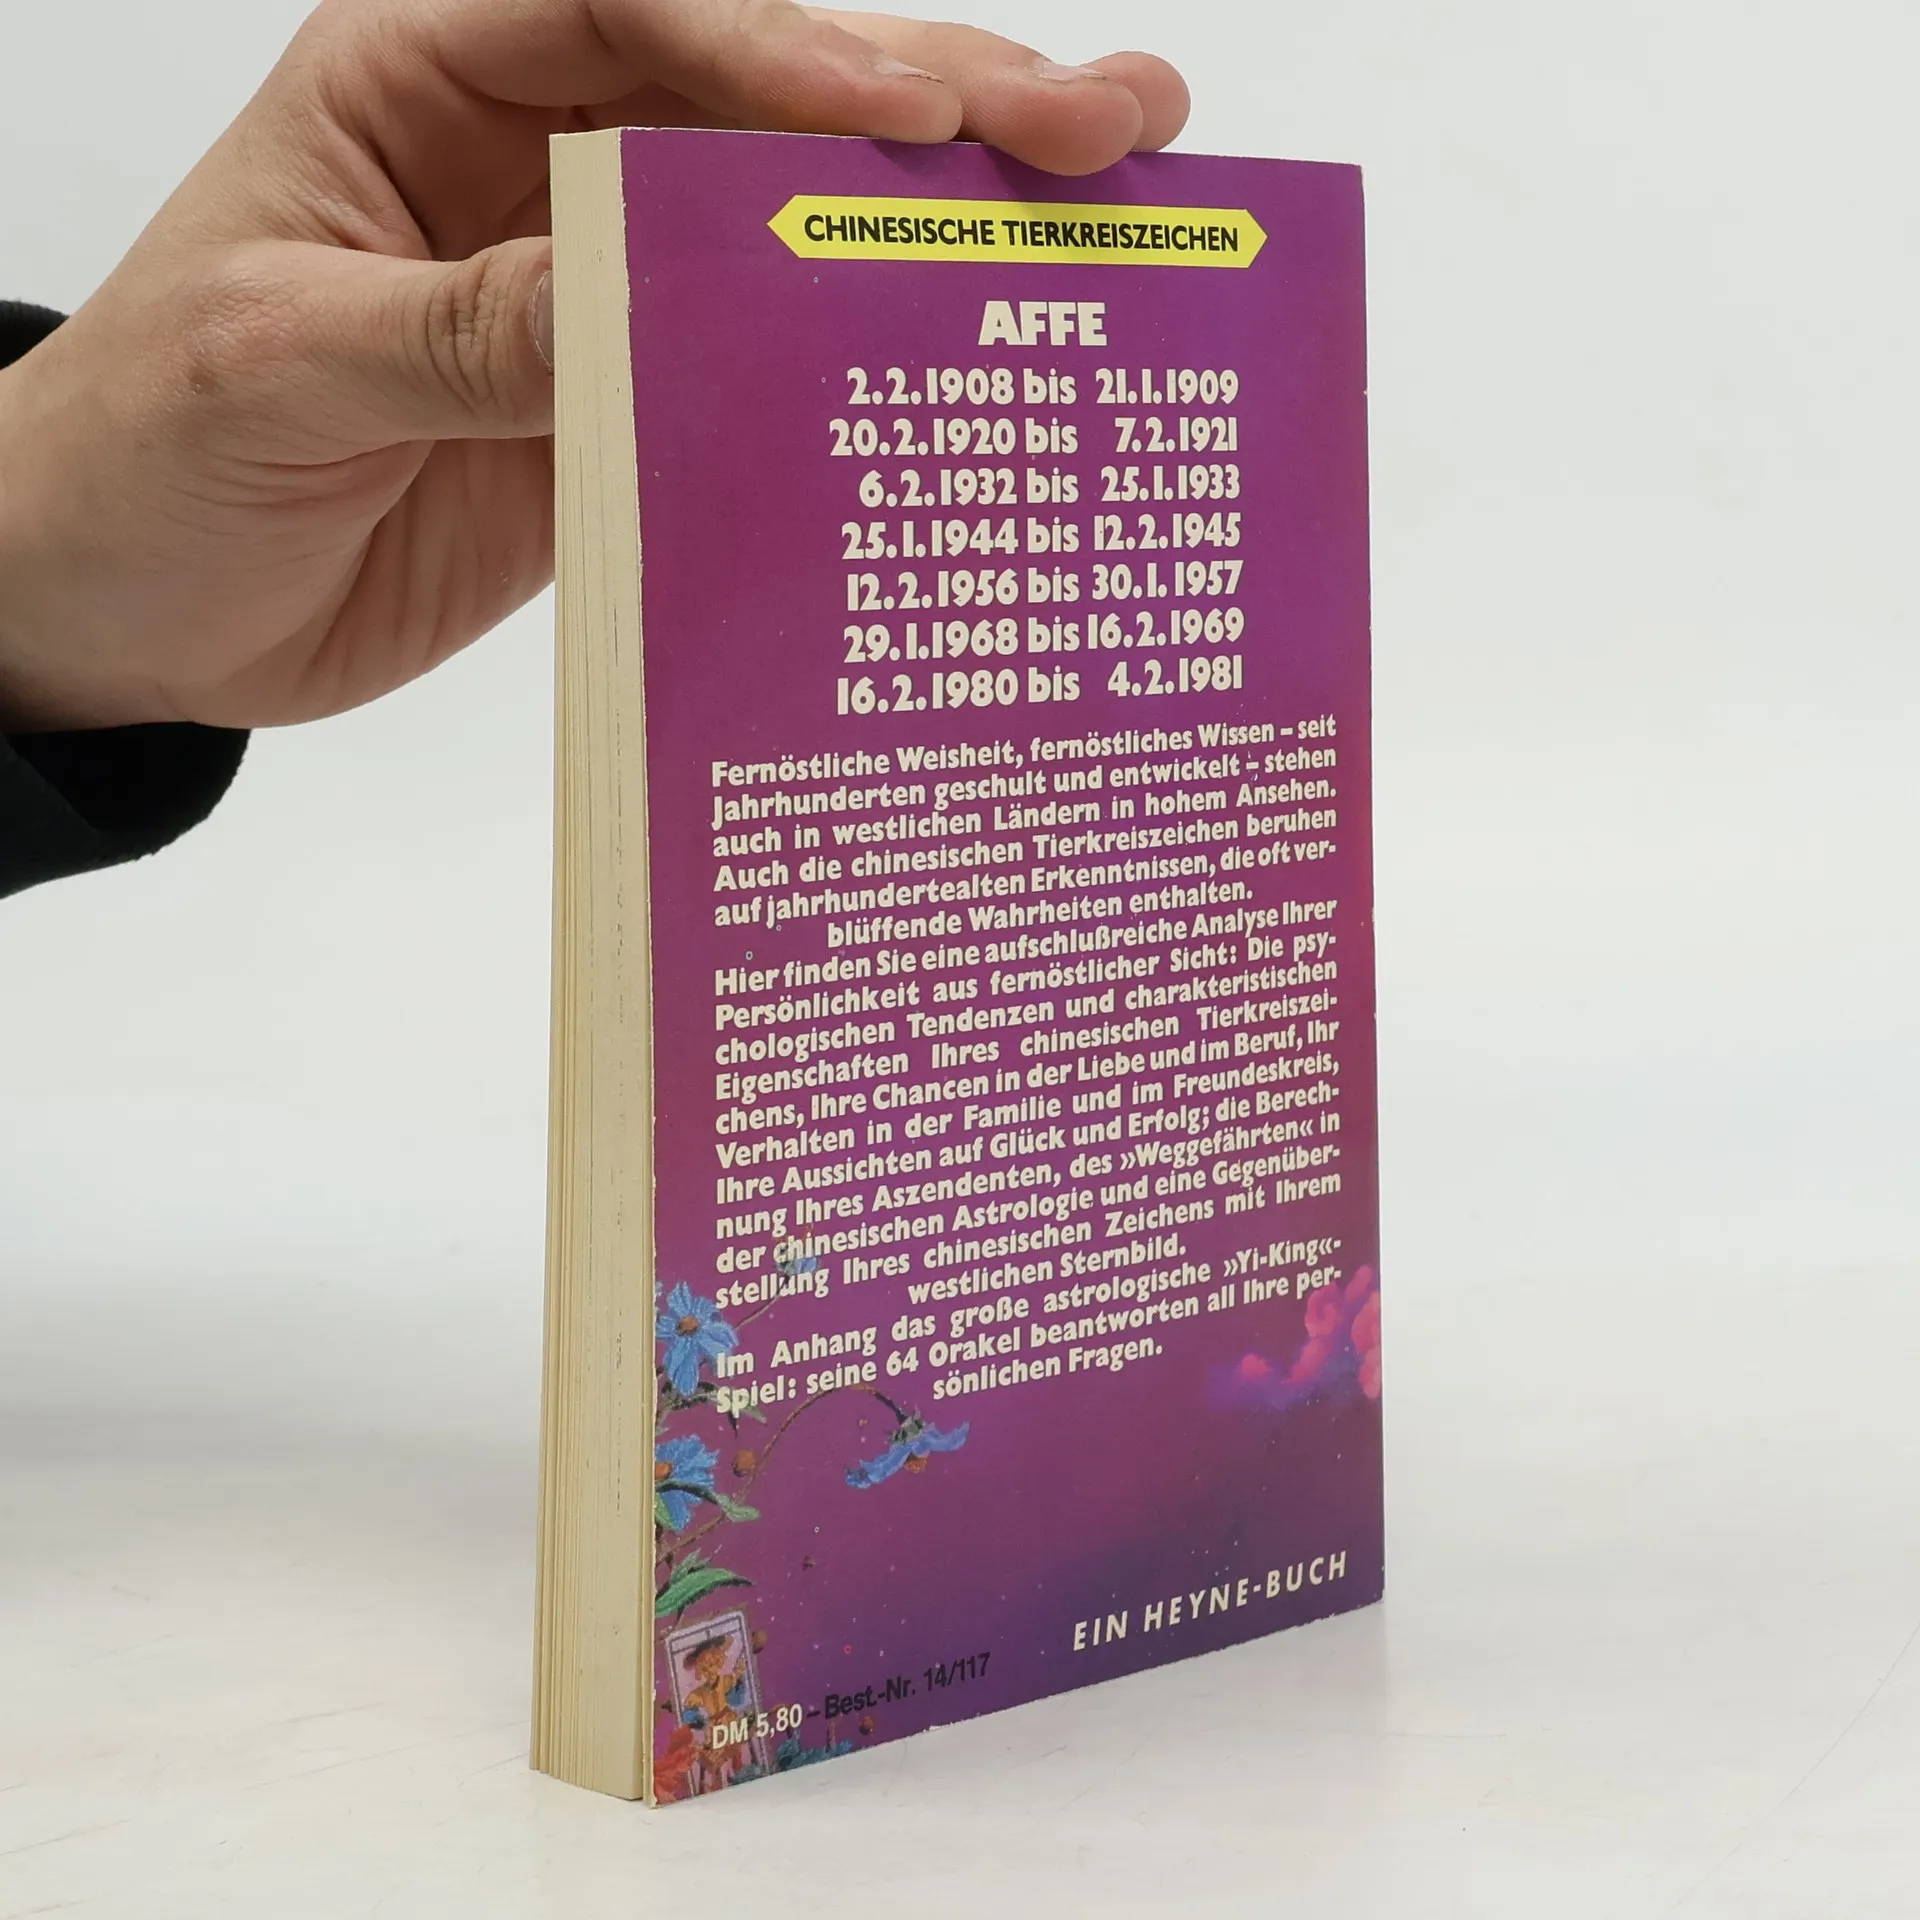 CHINESISCHE TIERKREISZEICHEN
AFFE
2.2.1908 bis 21.1.1909
20.2.1920 bis 7.2.1921
6.2.1932 bis 25.1.1933
25.1.1944 bis 12.2.1945
12.2.1956 bis 30.1.1957
29.1.1968 bis 16.2.1969
16.2.1980 bis 4.2.1981
Fernöstliche Weisheit, fernöstliches Wissen – seit
Jahrhunderten geschult und entwickelt – stehen
auch in westlichen Ländern in hohem Ansehen.
Auch die chinesischen Tierkreiszeichen beruhen
auf jahrhundertealten Erkenntnissen, die oft ver-
blüffende Wahrheiten enthalten.
Hier finden Sie eine aufschlußreiche Analyse Ihrer
Persönlichkeit aus fernöstlicher Sicht: Die psy-
chologischen Tendenzen und charakteristischen
Eigenschaften Ihres chinesischen Tierkreiszei-
chens, Ihre Chancen in der Liebe und im Beruf, Ihr
Verhalten in der Familie und im Freundeskreis,
Ihre Aussichten auf Glück und Erfolg; die Berech-
nung Ihres Aszendenten, des »Weggefährten« in
der chinesischen Astrologie und eine Gegenüber-
stellung Ihres chinesischen Zeichens mit Ihrem
westlichen Sternbild.
Im Anhang das große astrologische »Yi-King«-
Spiel: seine 64 Orakel beantworten all Ihre per-
sönlichen Fragen.
EIN HEYNE-BUCH
DM 5,80 – Best.-Nr. 14/117